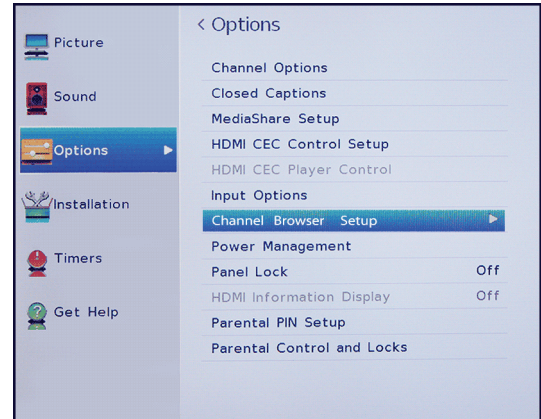 Picture
Sound
Options
Installation
Timers
Get Help
< Options
Channel Options
Closed Captions
MediaShare Setup
HDMI CEC Control Setup
HDMI CEC Player Control
Input Options
Channel Browser Setup
Power Management
Panel Lock Off
HDMI Information Display Off
Parental PIN Setup
Parental Control and Locks